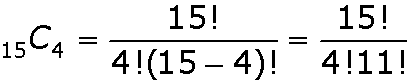 ₁₅C₄ = 15! / 4!(15 – 4)! = 15! / 4!11!